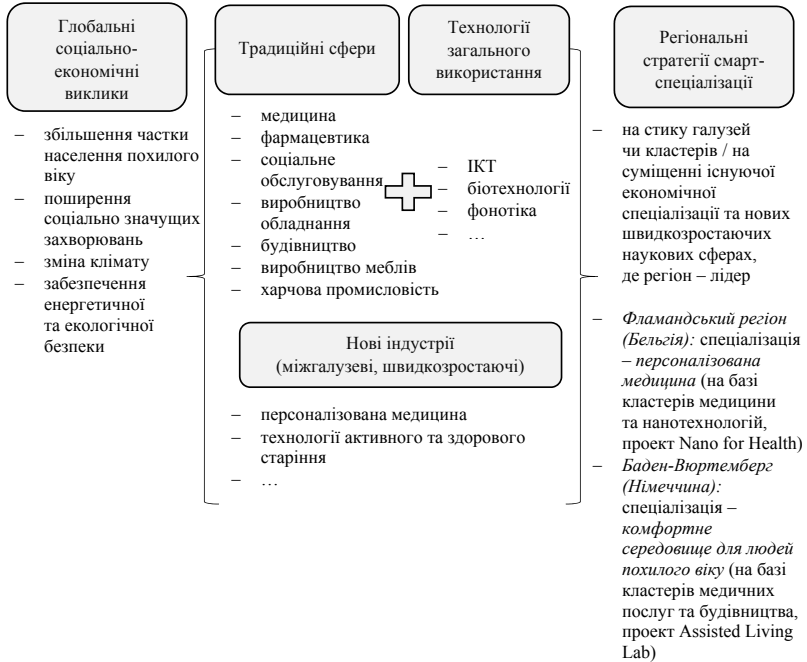 Глобальні
соціально-
економічні
виклики
– збільшення частки
населення похилого
віку
– поширення
соціально значущих
захворювань
– зміна клімату
– забезпечення
енергетичної
та екологічної
безпеки
Традиційні сфери
– медицина
– фармацевтика
– соціальне
обслуговування
– виробництво
обладнання
– будівництво
– виробництво меблів
– харчова промисловість
Технології
загального
використання
– ІКТ
– біотехнології
– фонотіка
– …
Нові індустрії
(міжгалузеві, швидкозростаючі)
– персоналізована медицина
– технології активного та здорового
старіння
– …
Регіональні
стратегії смарт-
спеціалізації
– на стику галузей
чи кластерів / на
суміщенні існуючої
економічної
спеціалізації та нових
швидкозростаючих
наукових сферах,
де регіон – лідер
– Фламандський регіон
(Бельгія): спеціалізація
– персоналізована
медицина (на базі
кластерів медицини
та нанотехнологій,
проект Nano for Health)
– Баден-Вюртемберг
(Німеччина):
спеціалізація –
комфортне
середовище для людей
похилого віку (на базі
кластерів медичних
послуг та будівництва,
проект Assisted Living
Lab)